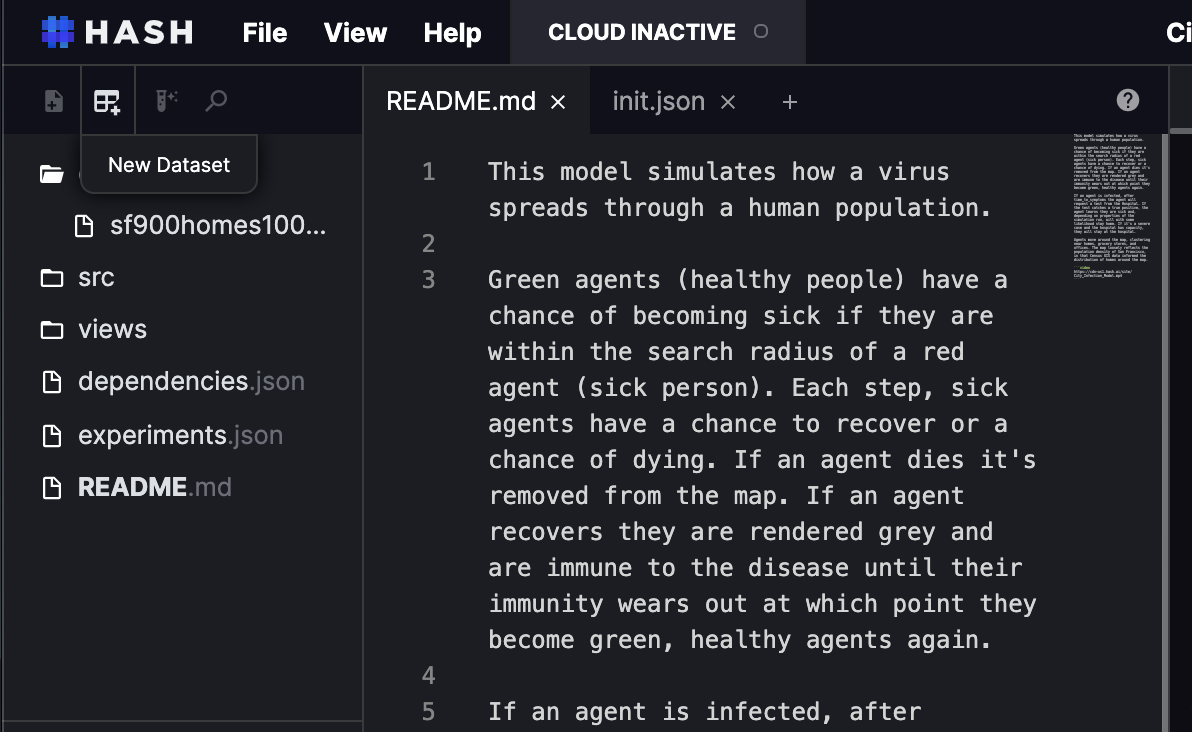 HASH File View Help CLOUD INACTIVE Ci
README.md init.json
New Dataset
sf900homes100...
src
views
dependencies.json
experiments.json
README.md
1 This model simulates how a virus
spreads through a human population.
2
3 Green agents (healthy people) have a
chance of becoming sick if they are
within the search radius of a red
agent (sick person). Each step, sick
agents have a chance to recover or a
chance of dying. If an agent dies it's
removed from the map. If an agent
recovers they are rendered grey and
are immune to the disease until their
immunity wears out at which point they
become green, healthy agents again.
4
5 If an agent is infected, after